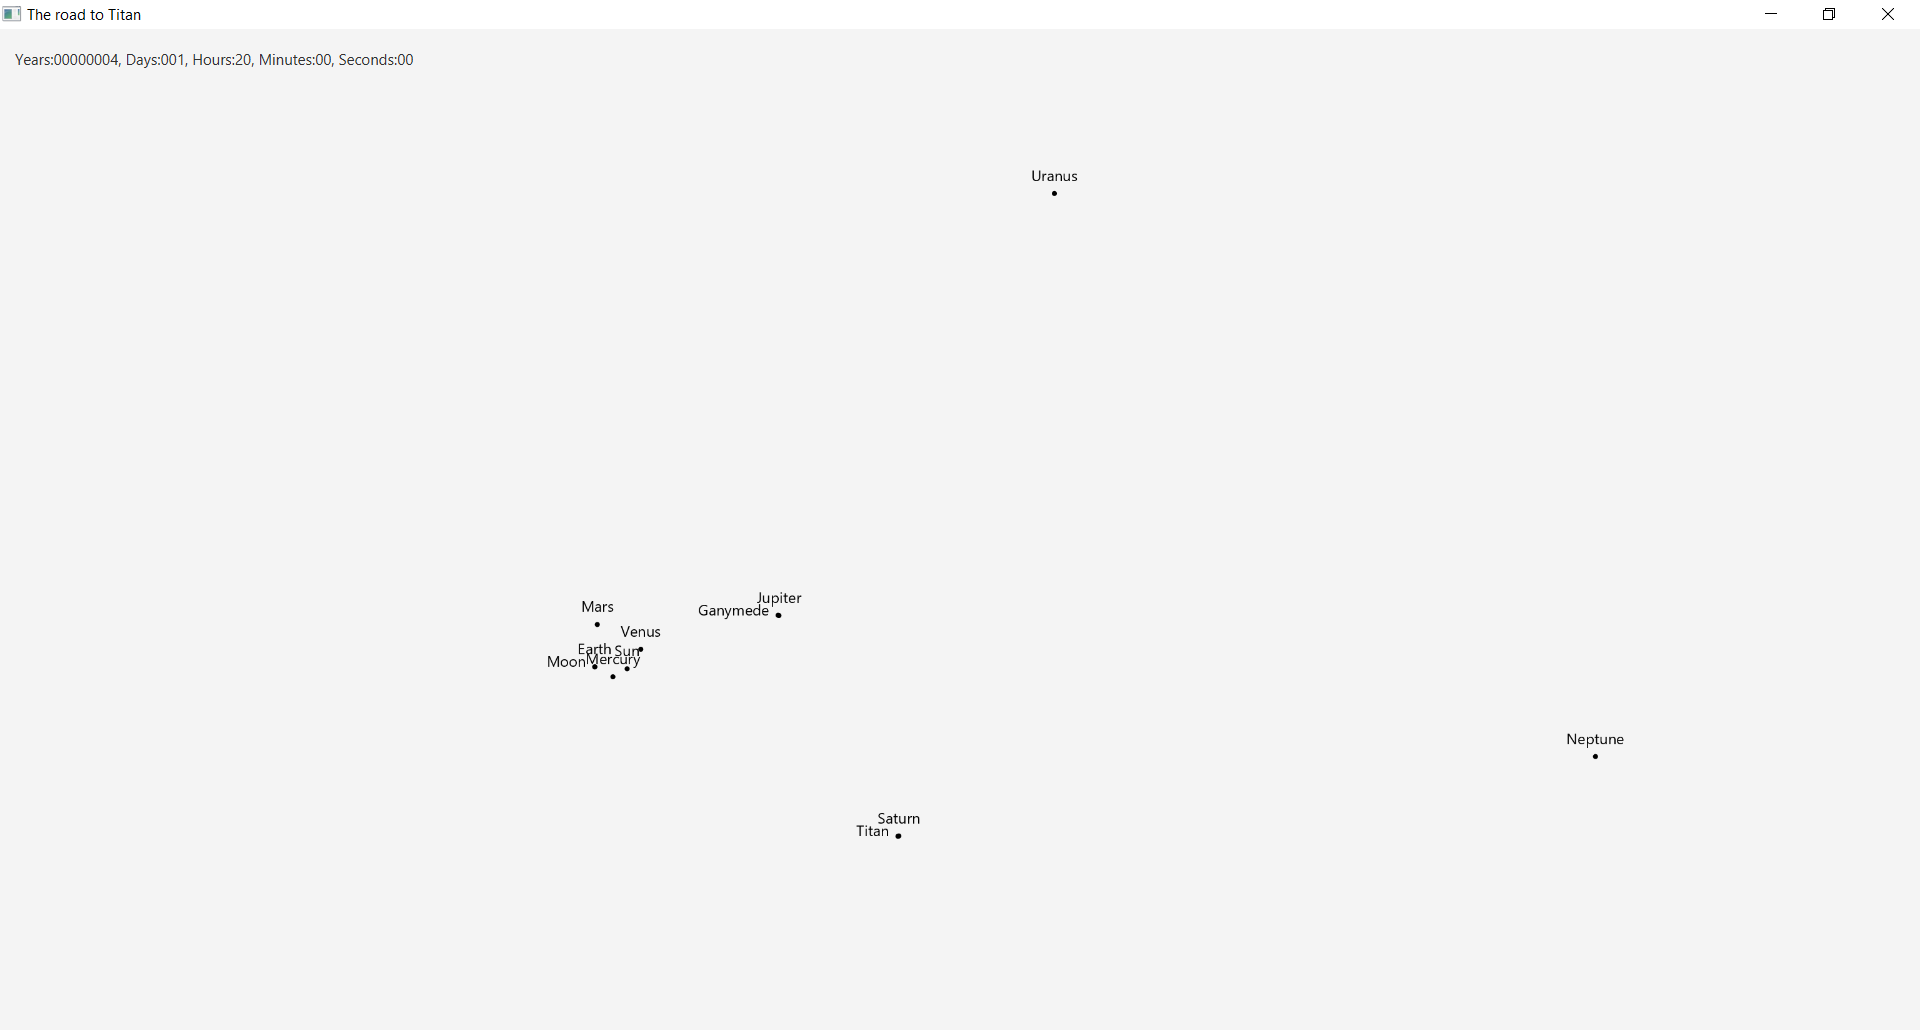 The road to Titan
Years:00000004, Days:001, Hours:20, Minutes:00, Seconds:00
Uranus
Jupiter
Mars
Ganymede
Venus
Earth Sun
Mercury
Moon
Neptune
Saturn
Titan